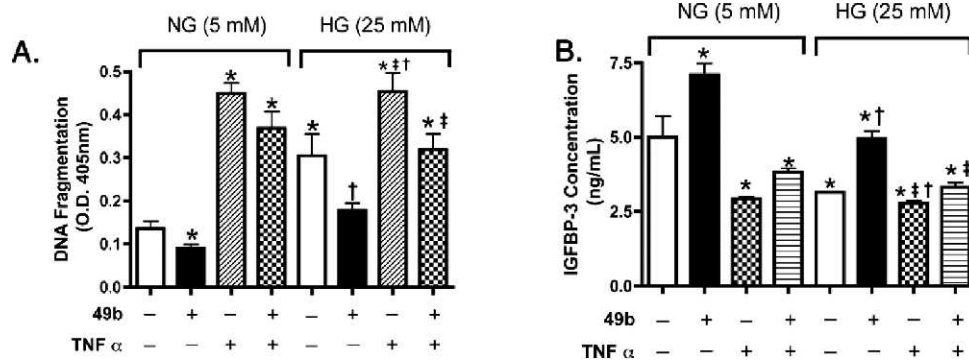 A.
NG (5 mM) HG (25 mM)
DNA Fragmentation
(O.D. 405nm)
0.5
0.4
0.3
0.2
0.1
0.0
* * * * † *‡† *‡
49b – + – + – + – +
TNF α – – + + – – + +
B.
NG (5 mM) HG (25 mM)
IGFBP-3 Concentration
(ng/mL)
7.5
5.0
2.5
0.0
* * * * *† *‡† *‡
49b – + – + – + – +
TNF α – – + + – – + +